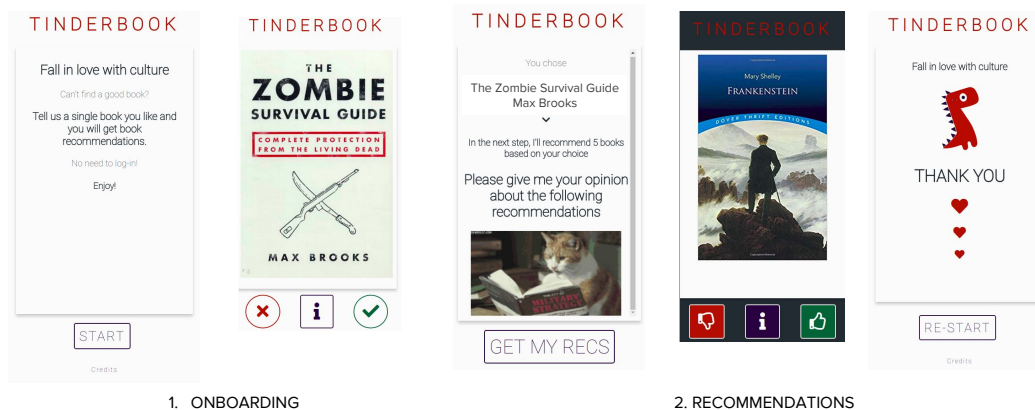 TINDERBOOK
Fall in love with culture
Can't find a good book?
Tell us a single book you like and
you will get book
recommendations.
No need to log-in!
Enjoy!
START
Credits
TINDERBOOK
THE
ZOMBIE
SURVIVAL GUIDE
COMPLETE PROTECTION
FROM THE LIVING DEAD
MAX BROOKS
i
TINDERBOOK
You chose
The Zombie Survival Guide
Max Brooks
In the next step, I'll recommend 5 books
based on your choice
Please give me your opinion
about the following
recommendations
MILITARY
STRATEGY
GET MY RECS
TINDERBOOK
Mary Shelley
FRANKENSTEIN
DOVER THRIFT EDITIONS
i
TINDERBOOK
Fall in love with culture
THANK YOU
RE-START
Credits
1. ONBOARDING
2. RECOMMENDATIONS